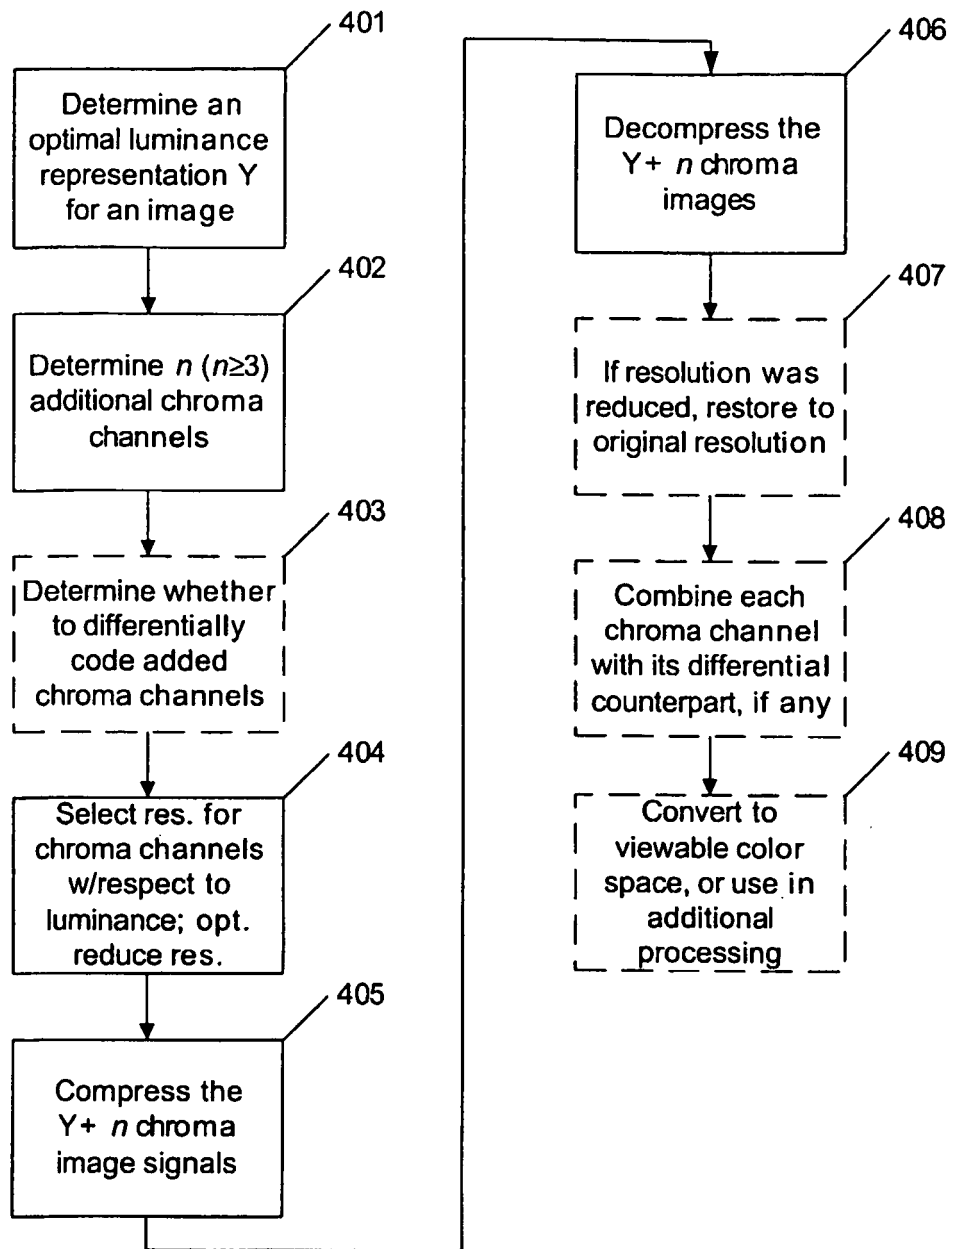 401
Determine an
optimal luminance
representation Y
for an image
402
Determine n (n≥3)
additional chroma
channels
403
Determine whether
to differentially
code added
chroma channels
404
Select res. for
chroma channels
w/respect to
luminance; opt.
reduce res.
405
Compress the
Y+ n chroma
image signals
406
Decompress the
Y+ n chroma
images
407
If resolution was
reduced, restore to
original resolution
408
Combine each
chroma channel
with its differential
counterpart, if any
409
Convert to
viewable color
space, or use in
additional
processing